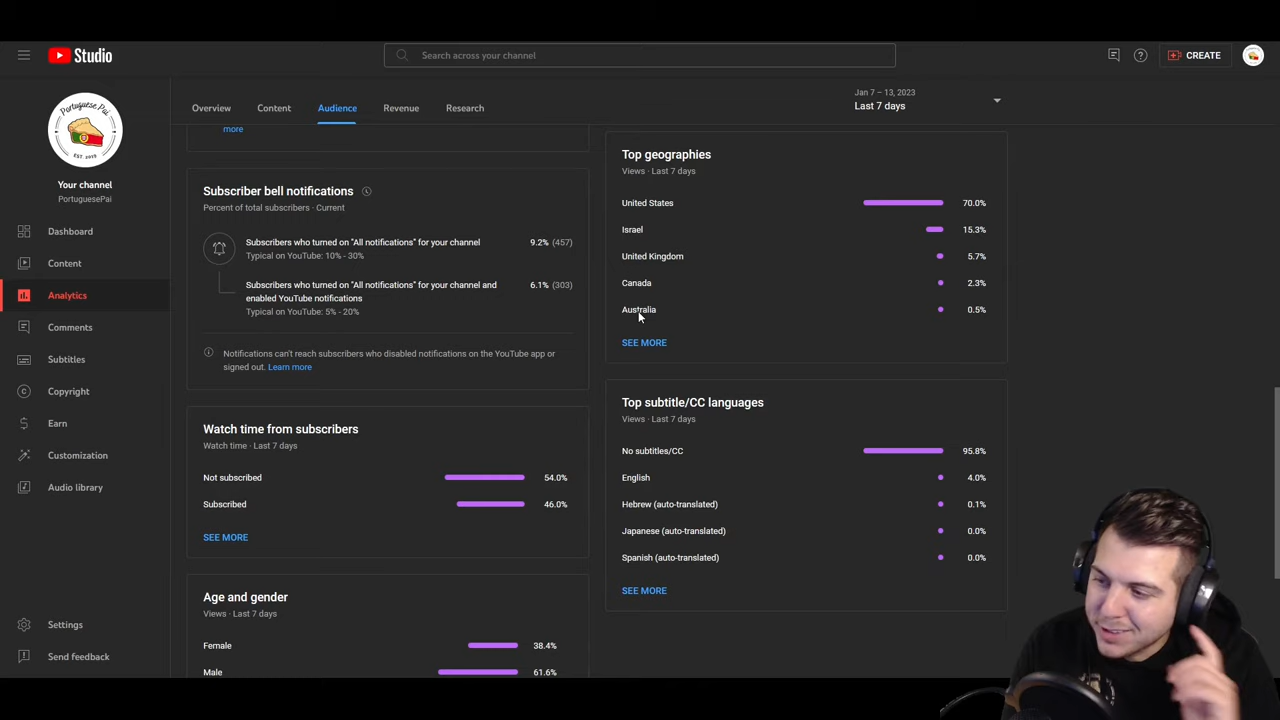 Studio
Search across your channel
CREATE
Portuguese Pai
EST. 2019
Your channel
PortuguesePai
Dashboard
Content
Analytics
Comments
Subtitles
Copyright
Earn
Customization
Audio library
Settings
Send feedback
Overview
Content
Audience
Revenue
Research
Jan 7 – 13, 2023
Last 7 days
more
Subscriber bell notifications
Percent of total subscribers · Current
Subscribers who turned on "All notifications" for your channel
9.2% (457)
Typical on YouTube: 10% - 30%
Subscribers who turned on "All notifications" for your channel and
enabled YouTube notifications
6.1% (303)
Typical on YouTube: 5% - 20%
Notifications can't reach subscribers who disabled notifications on the YouTube app or
signed out. Learn more
Watch time from subscribers
Watch time · Last 7 days
Not subscribed 54.0%
Subscribed 46.0%
SEE MORE
Age and gender
Views · Last 7 days
Female 38.4%
Male 61.6%
Top geographies
Views · Last 7 days
United States 70.0%
Israel 15.3%
United Kingdom 5.7%
Canada 2.3%
Australia 0.5%
SEE MORE
Top subtitle/CC languages
Views · Last 7 days
No subtitles/CC 95.8%
English 4.0%
Hebrew (auto-translated) 0.1%
Japanese (auto-translated) 0.0%
Spanish (auto-translated) 0.0%
SEE MORE